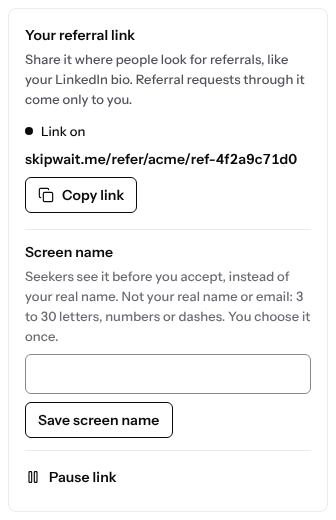 Your referral link
Share it where people look for referrals, like
your LinkedIn bio. Referral requests through it
come only to you.
Link on
skipwait.me/refer/acme/ref-4f2a9c71d0
Copy link
Screen name
Seekers see it before you accept, instead of
your real name. Not your real name or email: 3
to 30 letters, numbers or dashes. You choose it
once.
Save screen name
Pause link